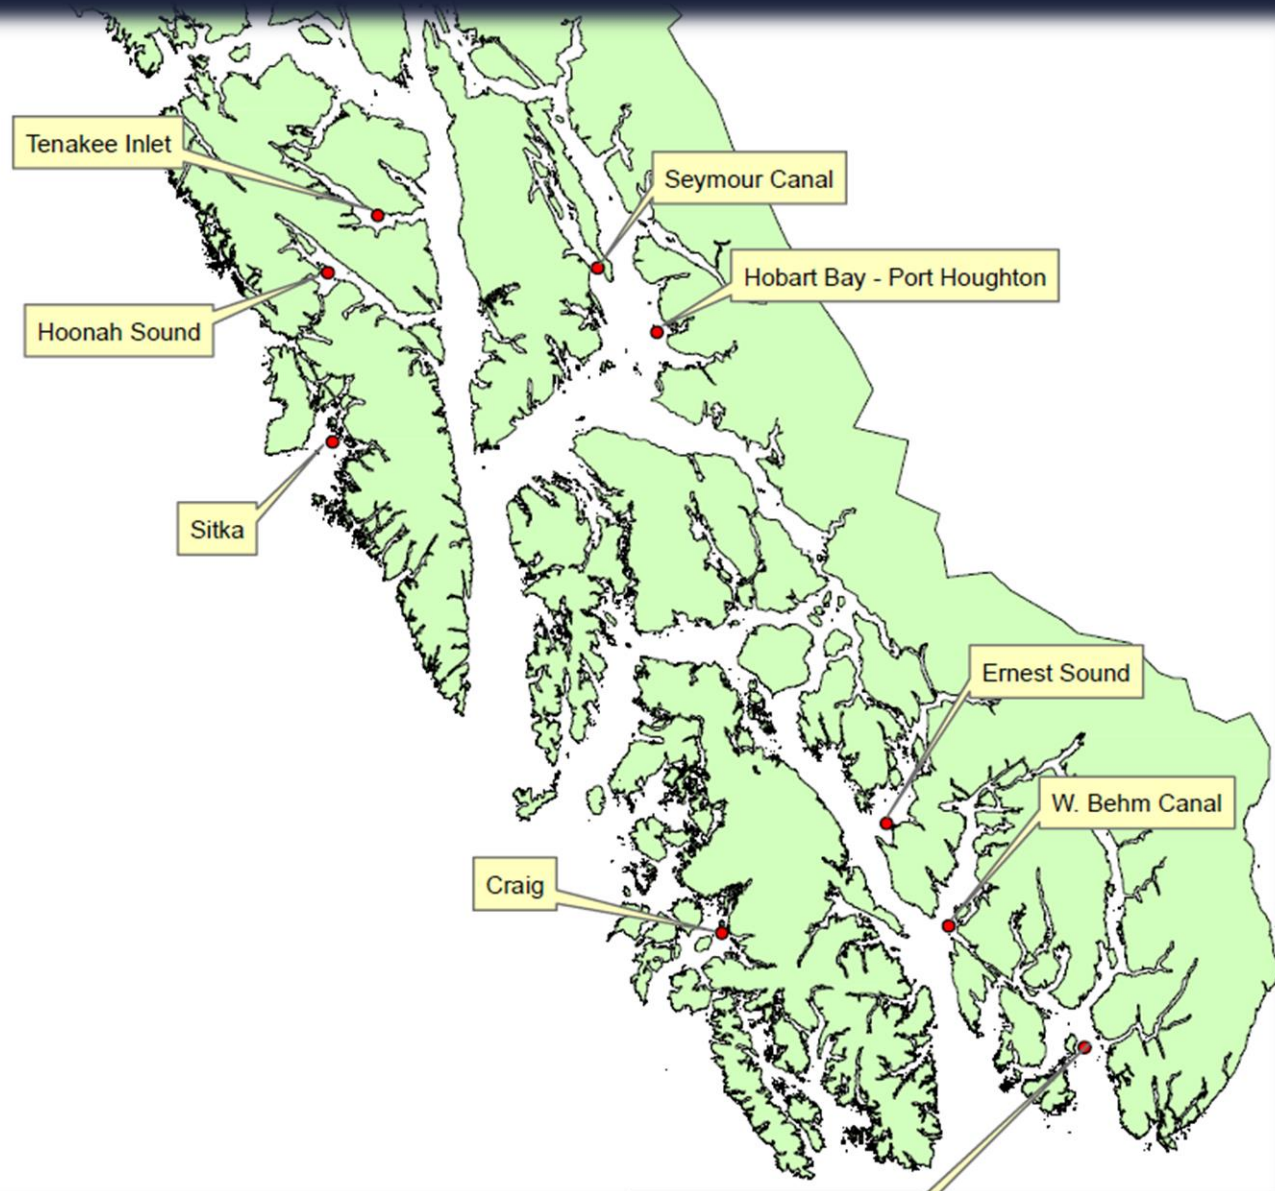 Tenakee Inlet
Seymour Canal
Hobart Bay - Port Houghton
Hoonah Sound
Sitka
Ernest Sound
W. Behm Canal
Craig